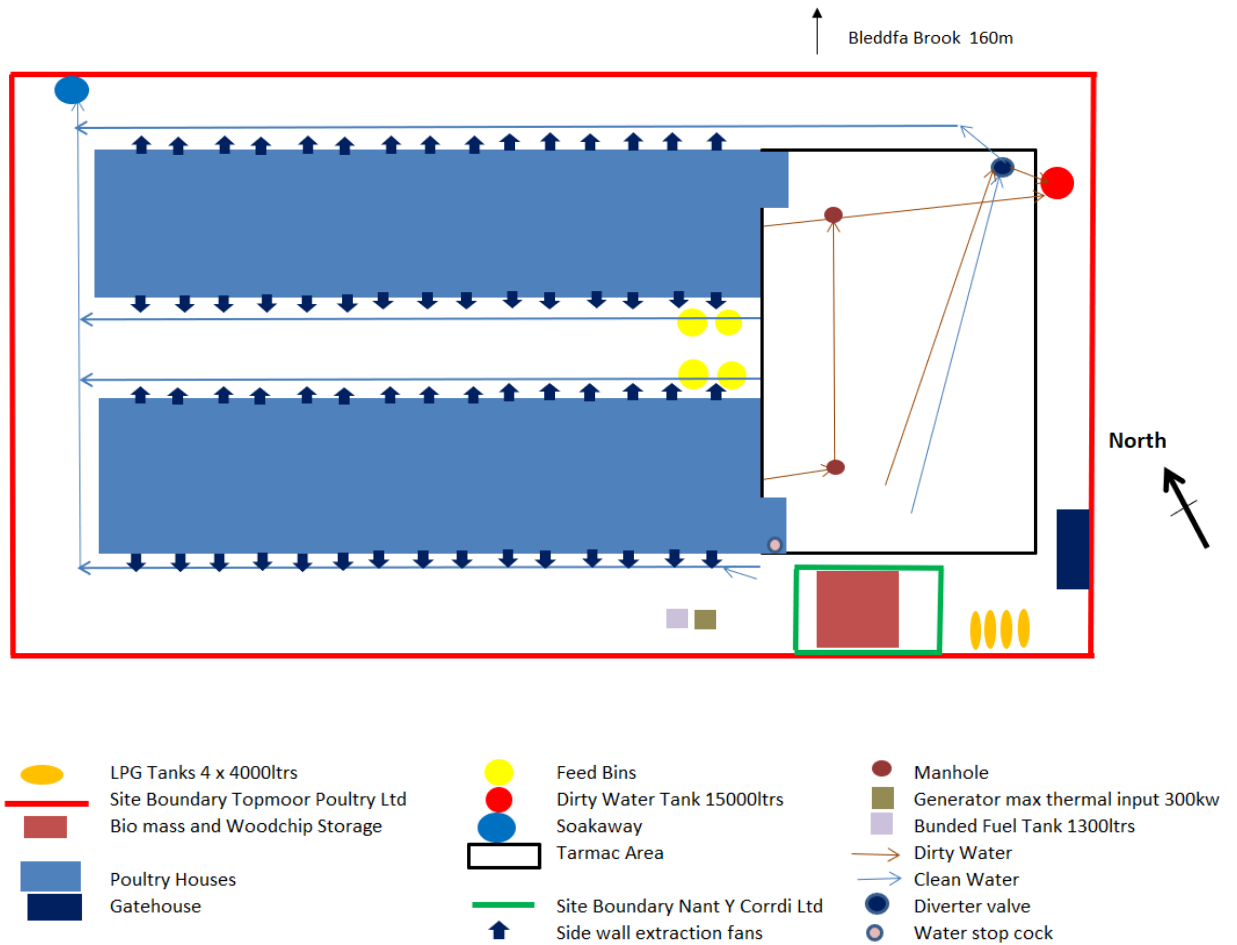 Bleddfa Brook 160m
North
LPG Tanks 4 x 4000ltrs
Site Boundary Topmoor Poultry Ltd
Bio mass and Woodchip Storage
Poultry Houses
Gatehouse
Feed Bins
Dirty Water Tank 15000ltrs
Soakaway
Tarmac Area
Site Boundary Nant Y Corrdi Ltd
Side wall extraction fans
Manhole
Generator max thermal input 300kw
Bunded Fuel Tank 1300ltrs
Dirty Water
Clean Water
Diverter valve
Water stop cock